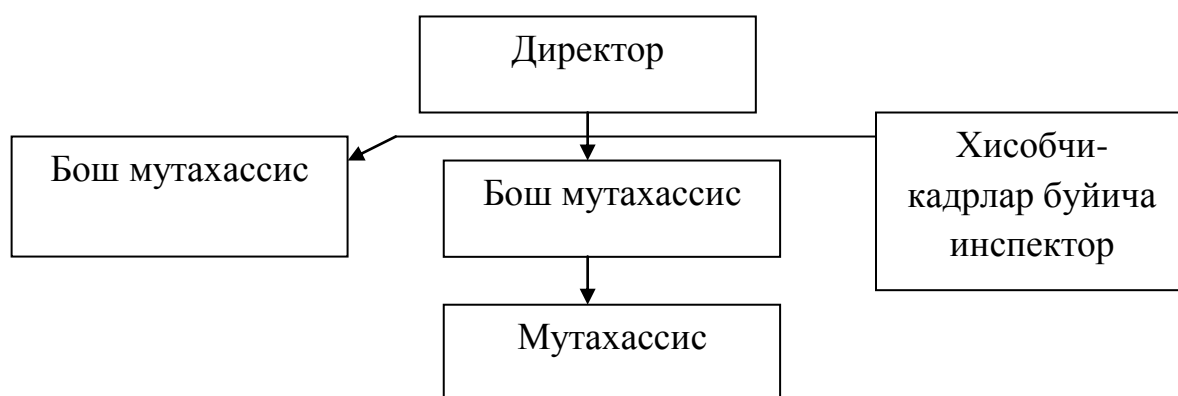 Директор
Бош мутахассис
Бош мутахассис
Хисобчи-
кадрлар буйича
инспектор
Мутахассис